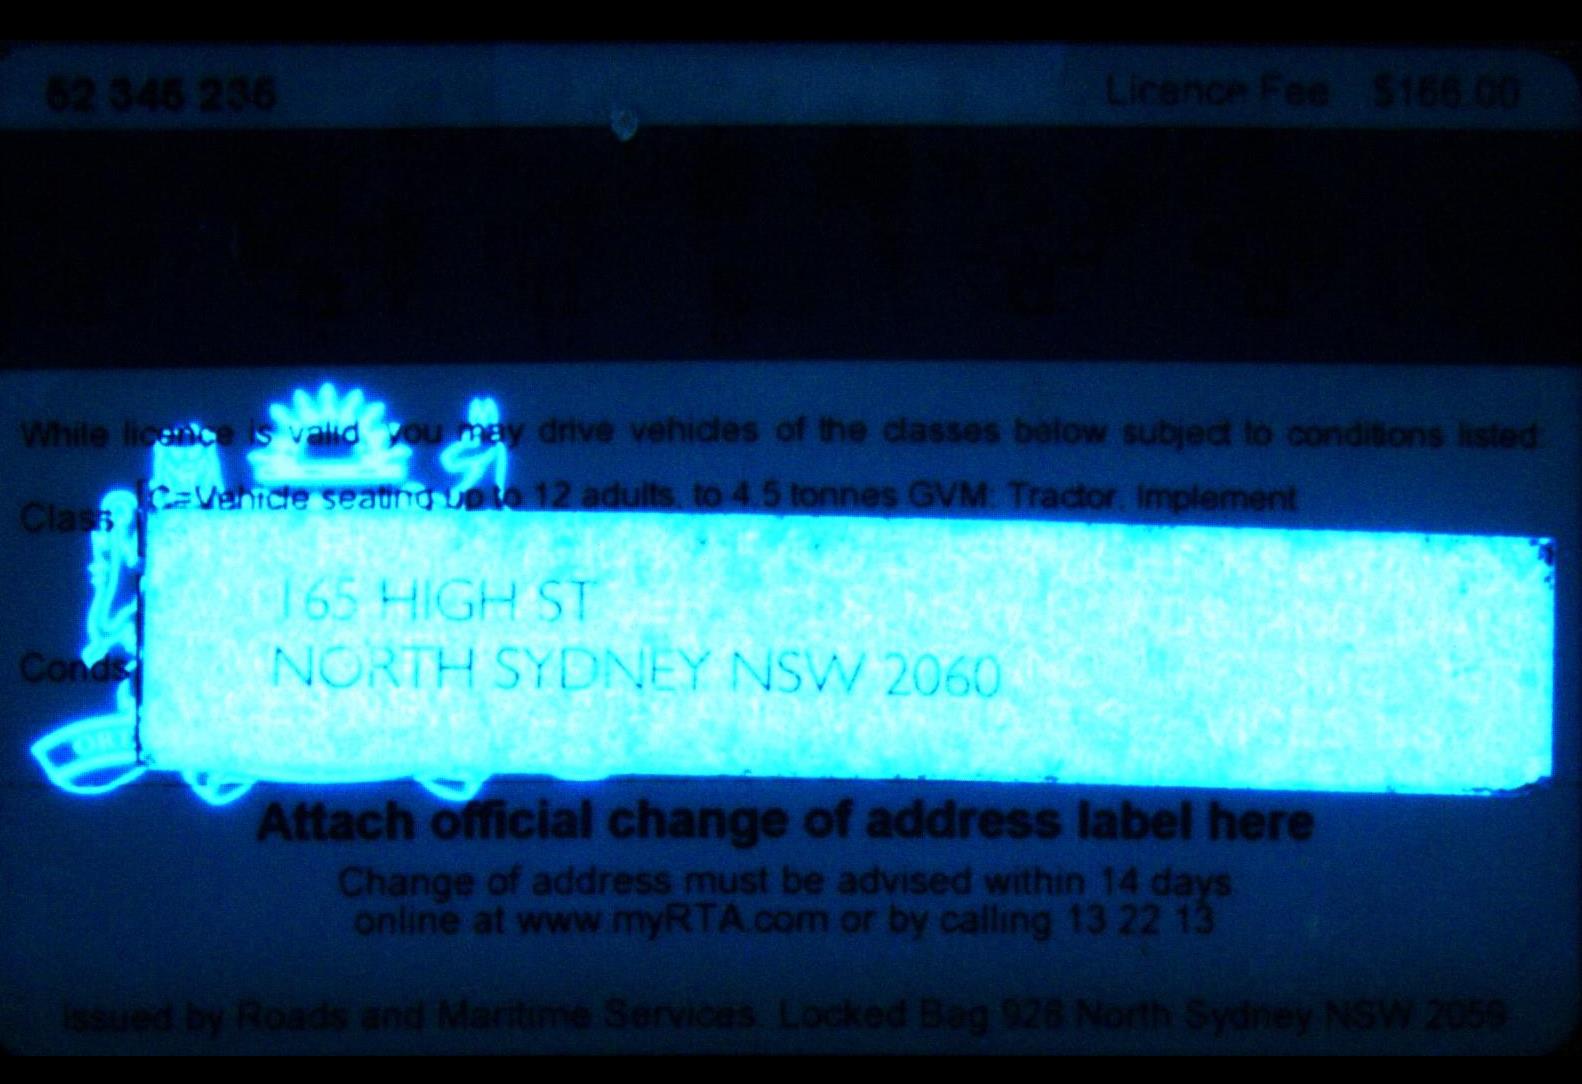 52 345 235
Licence Fee $166.00
While licence is valid, you may drive vehicles of the classes below subject to conditions listed:
Class C=Vehicle seating up to 12 adults, to 4.5 tonnes GVM; Tractor; Implement
165 HIGH ST
NORTH SYDNEY NSW 2060
Conds
Attach official change of address label here
Change of address must be advised within 14 days
online at www.myRTA.com or by calling 13 22 13
Issued by Roads and Maritime Services. Locked Bag 928 North Sydney NSW 2059